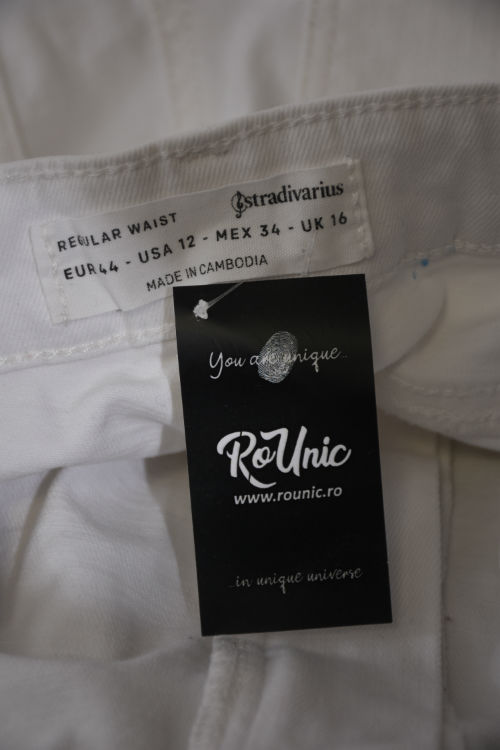 stradivarius
REGULAR WAIST
EUR44 - USA 12 - MEX 34 - UK 16
MADE IN CAMBODIA
You are unique...
RoUnic
www.rounic.ro
...in unique universe